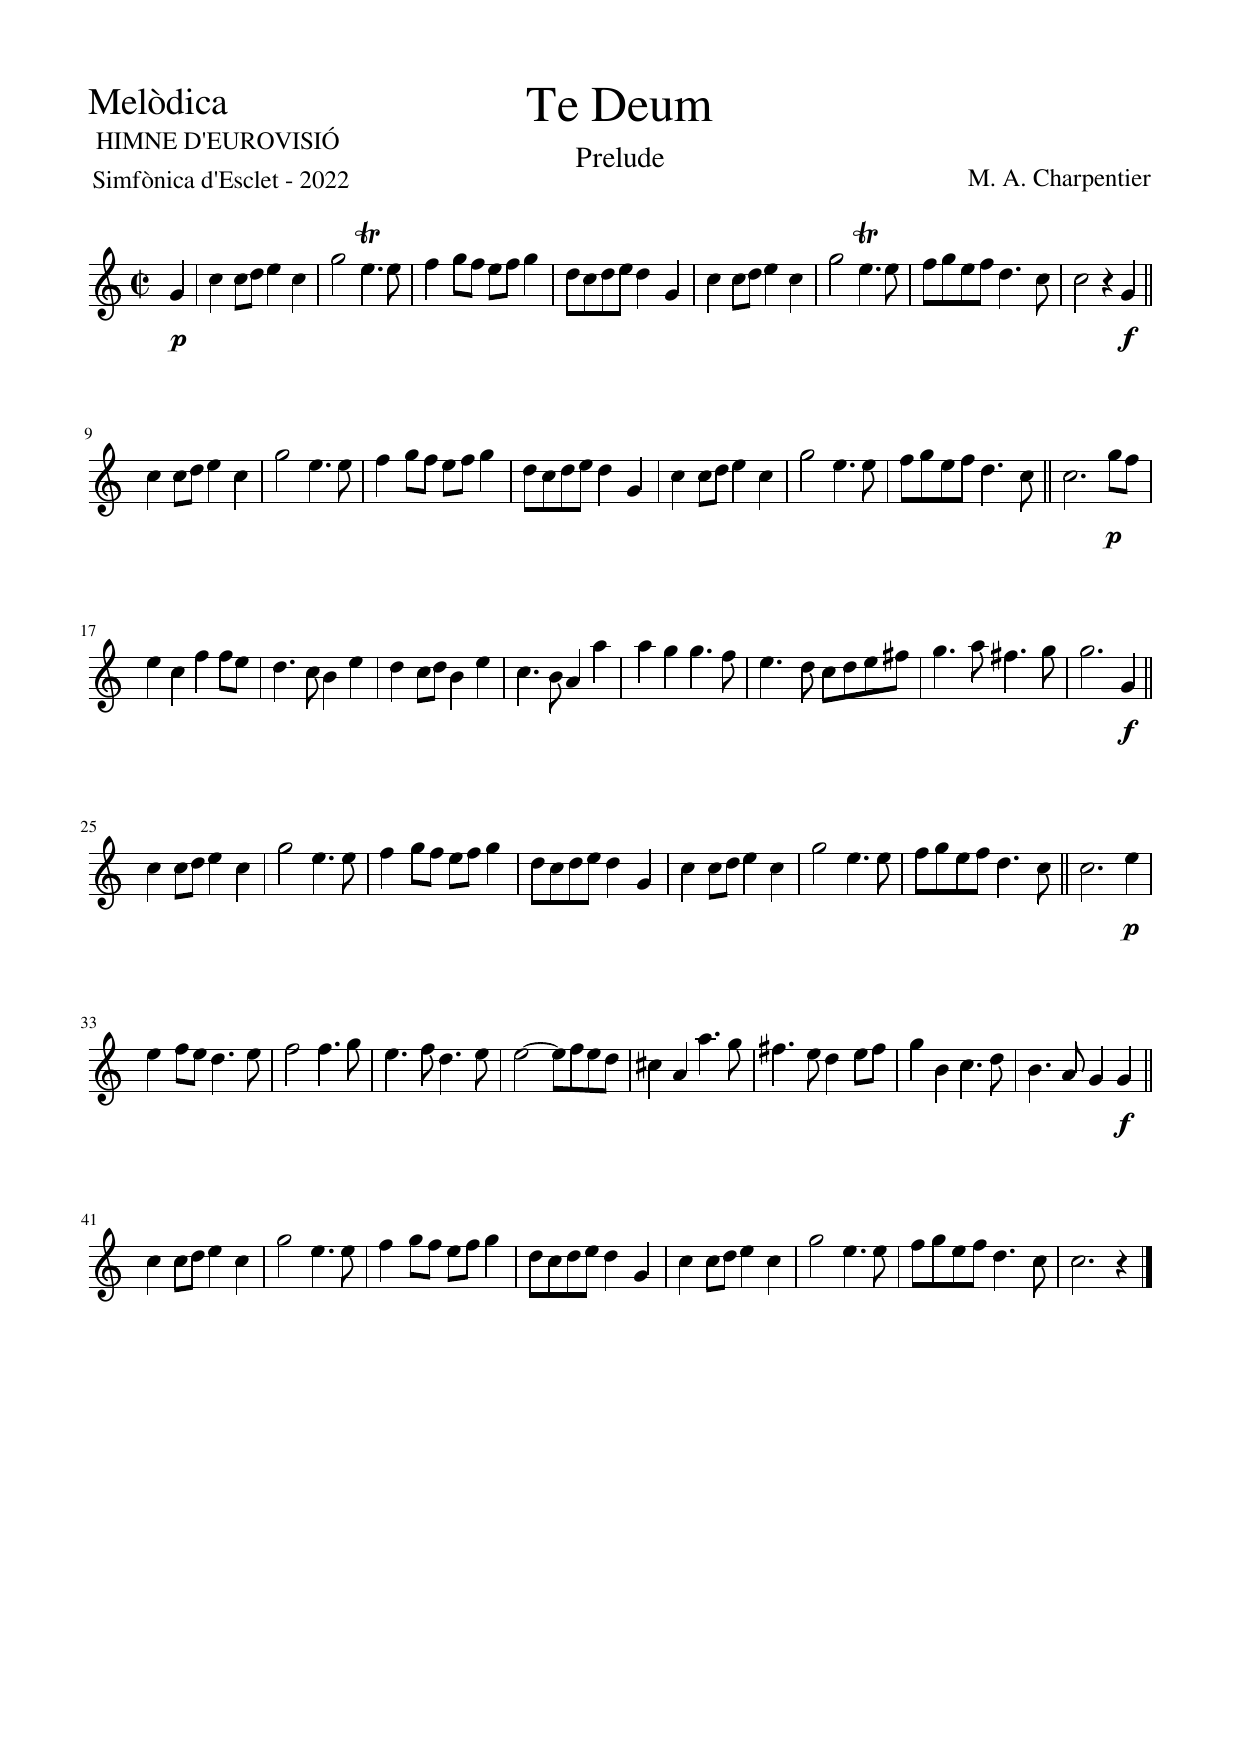 Melòdica
Te Deum
HIMNE D'EUROVISIÓ
Prelude
Simfònica d'Esclet - 2022
M. A. Charpentier
tr tr
p f
9
p
17
f
25
p
33
f
41